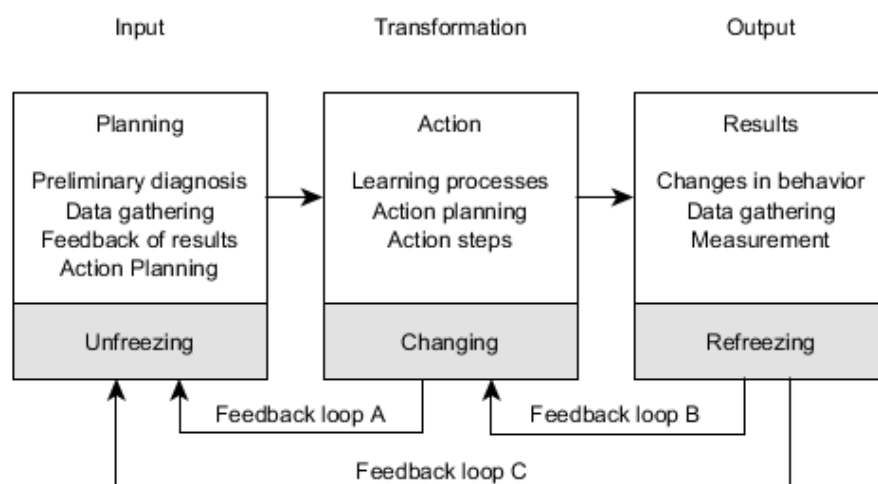 Input
Transformation
Output
Planning
Preliminary diagnosis
Data gathering
Feedback of results
Action Planning
Unfreezing
Action
Learning processes
Action planning
Action steps
Changing
Results
Changes in behavior
Data gathering
Measurement
Refreezing
Feedback loop A
Feedback loop B
Feedback loop C